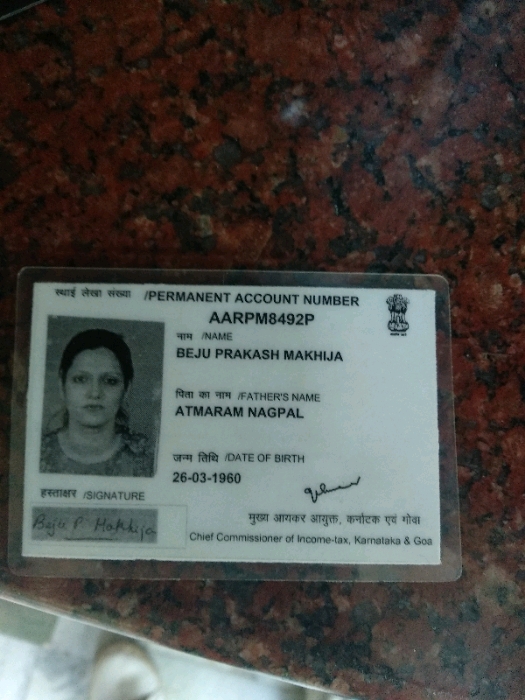 स्थाई लेखा संख्या /PERMANENT ACCOUNT NUMBER
AARPM8492P
नाम /NAME
BEJU PRAKASH MAKHIJA
पिता का नाम /FATHER'S NAME
ATMARAM NAGPAL
जन्म तिथि /DATE OF BIRTH
26-03-1960
हस्ताक्षर /SIGNATURE
Beju P Makhija
मुख्य आयकर आयुक्त, कर्नाटक एवं गोवा
Chief Commissioner of Income-tax, Karnataka & Goa